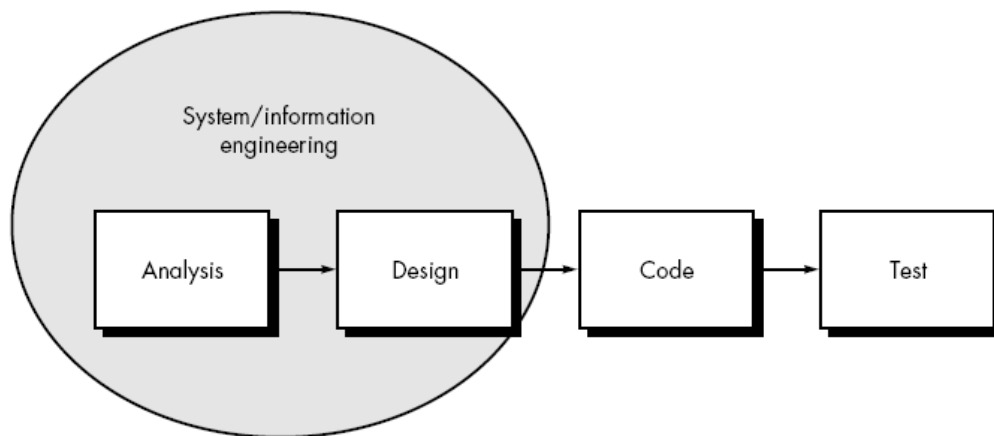 System/information
engineering
Analysis
Design
Code
Test